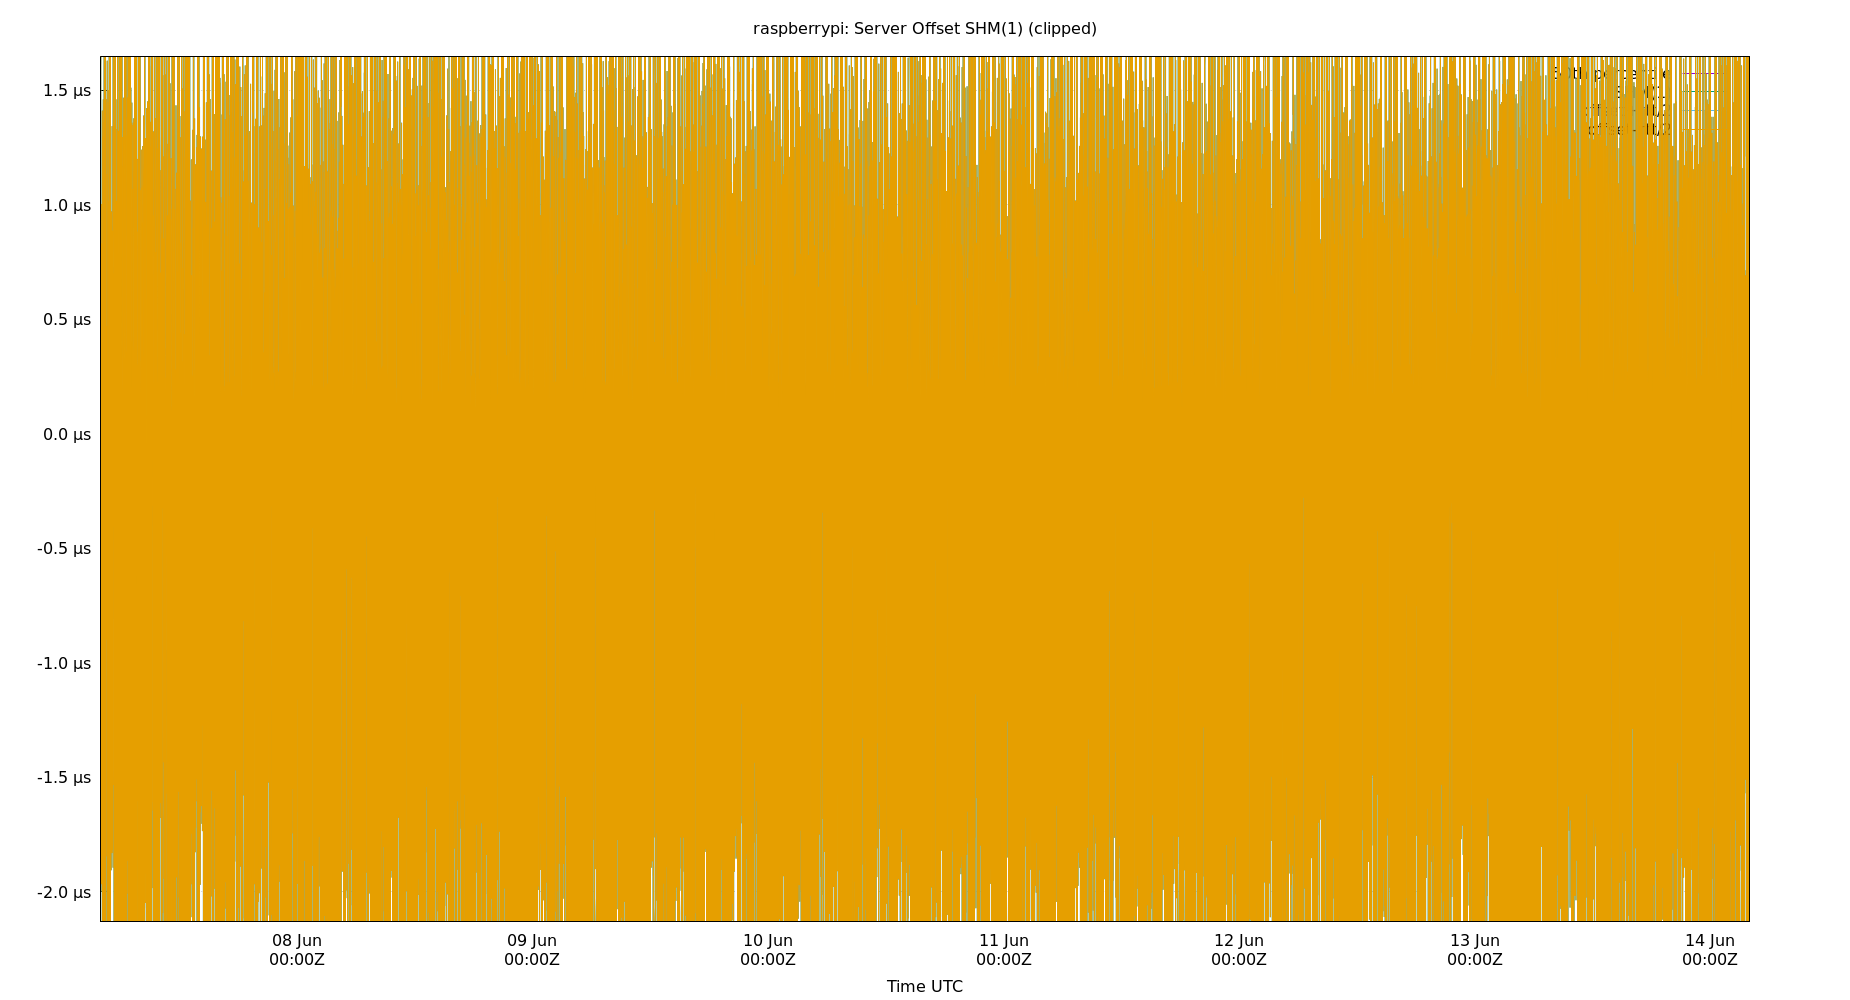 raspberrypi: Server Offset SHM(1) (clipped)
1.5 µs
1.0 µs
0.5 µs
0.0 µs
-0.5 µs
-1.0 µs
-1.5 µs
-2.0 µs
08 Jun 09 Jun 10 Jun 11 Jun 12 Jun 13 Jun 14 Jun
00:00Z 00:00Z 00:00Z 00:00Z 00:00Z 00:00Z 00:00Z
Time UTC